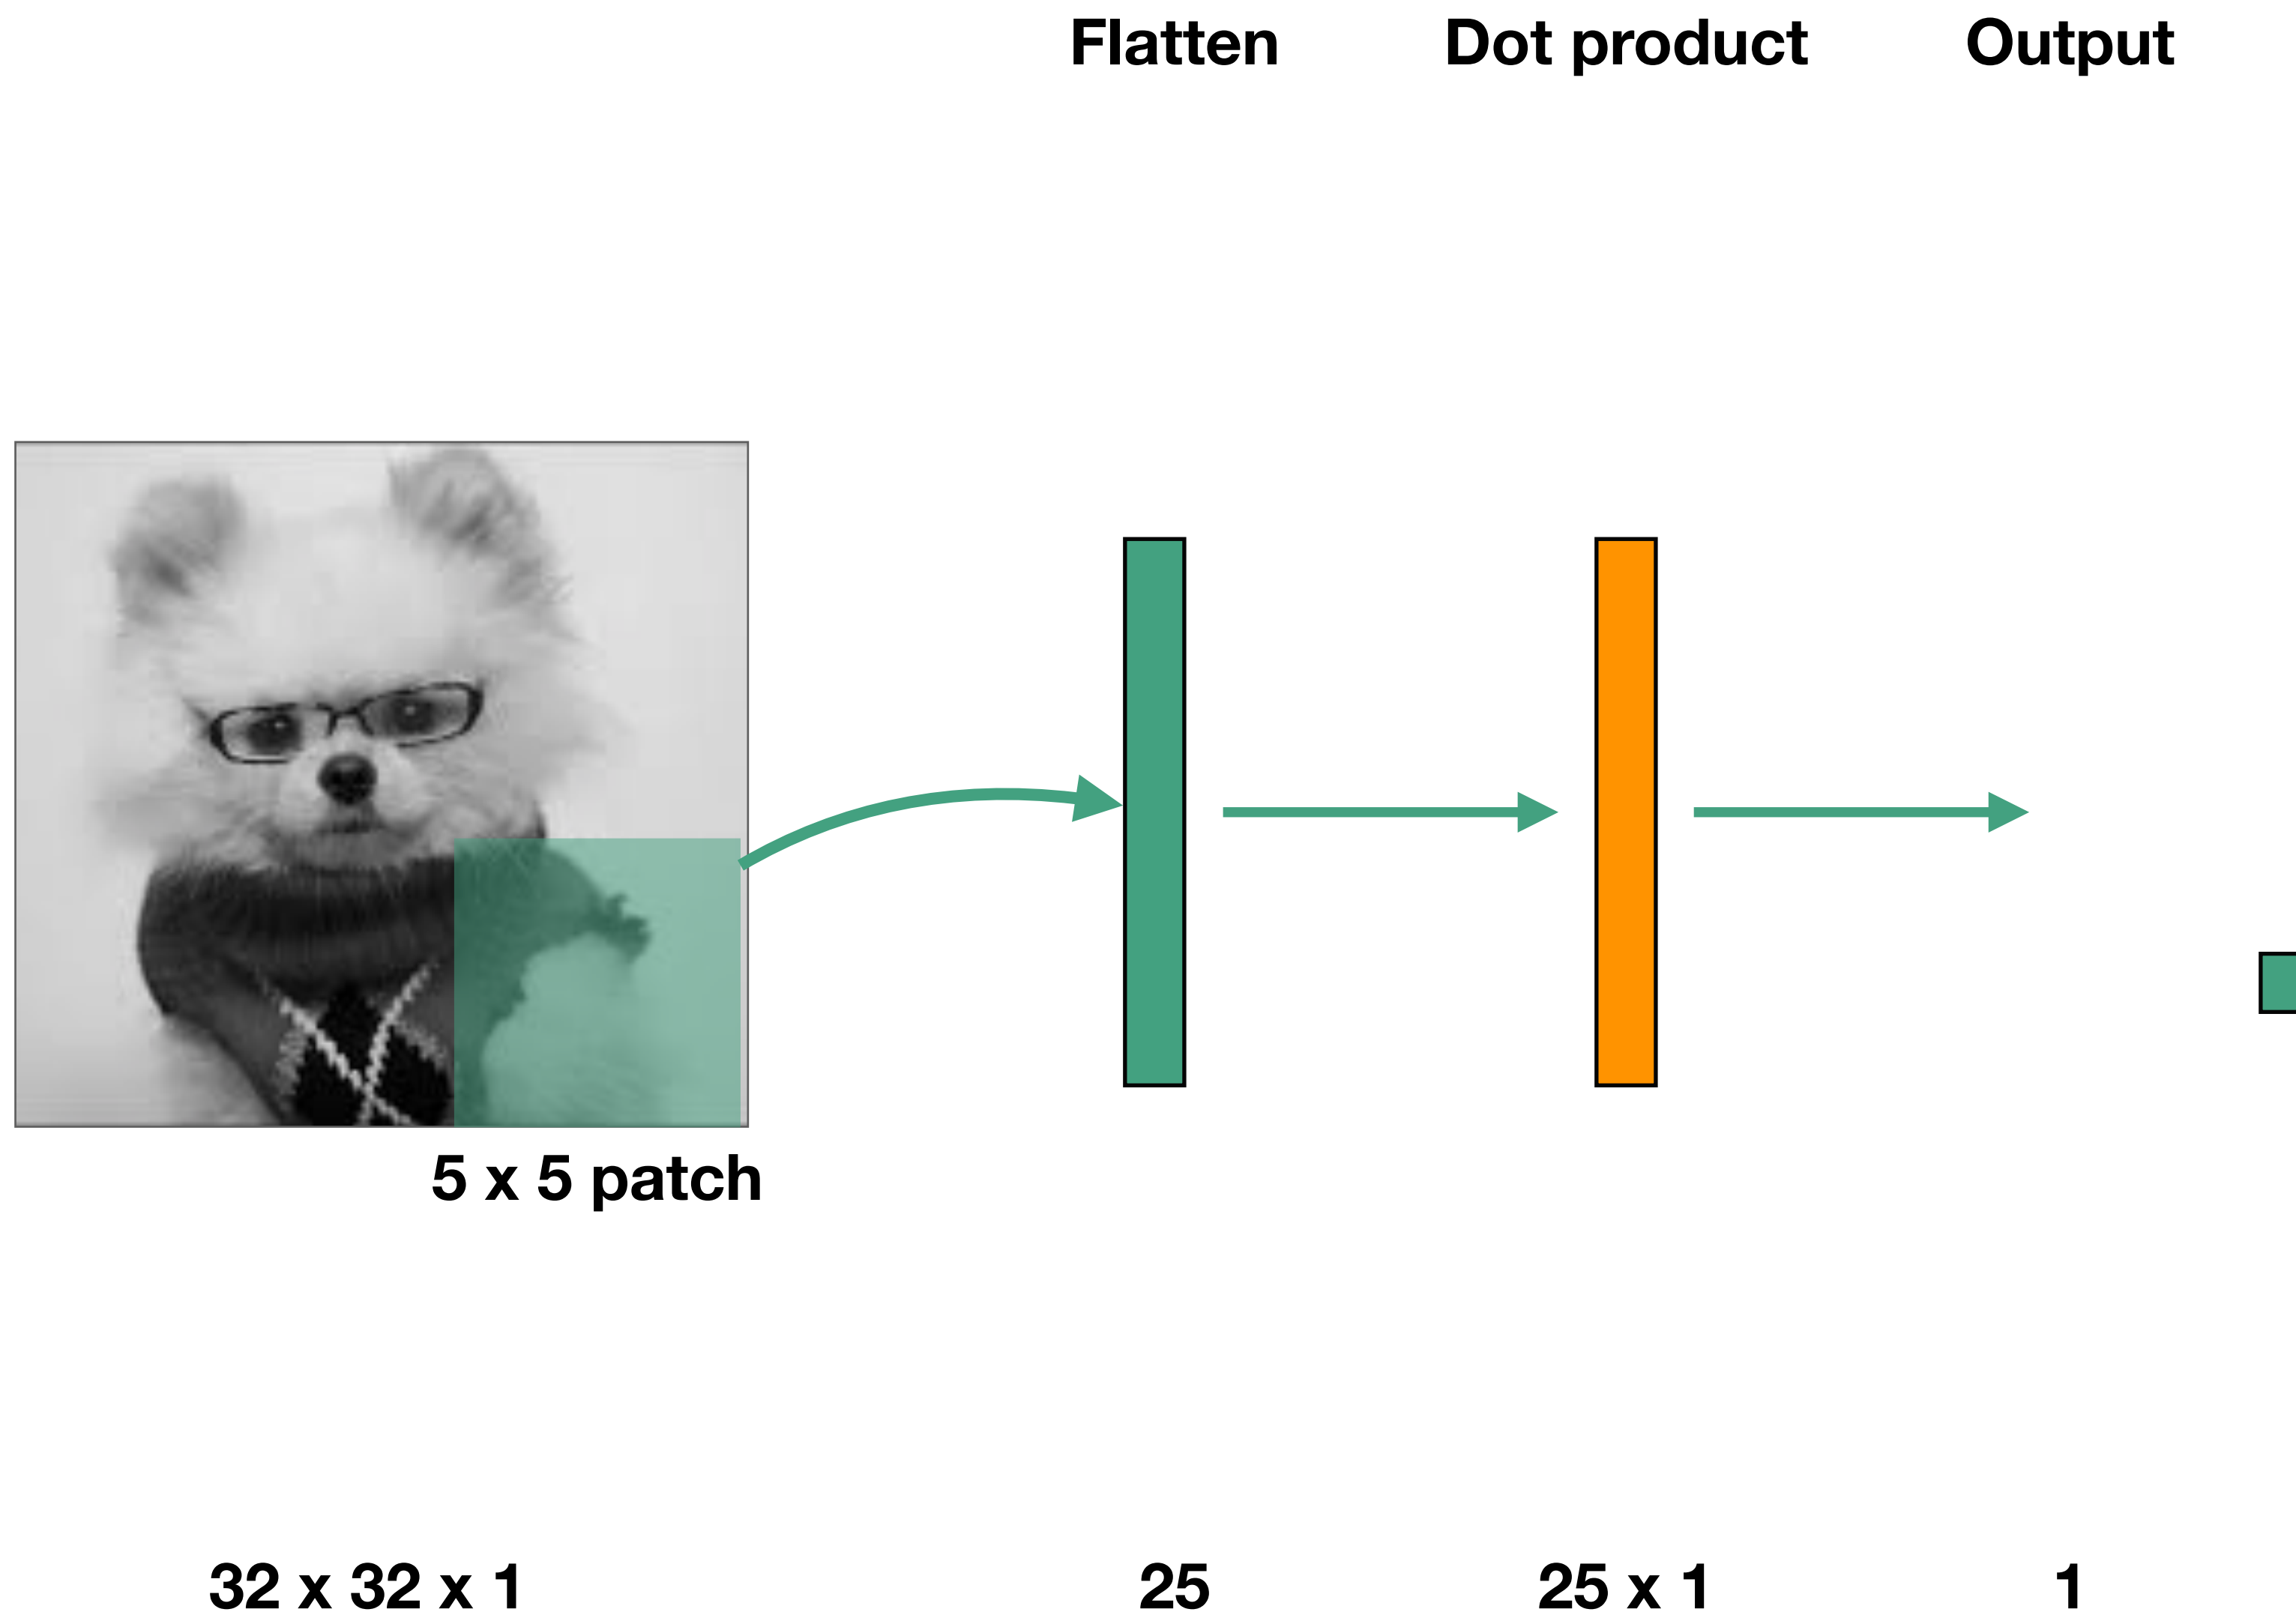 Flatten
Dot product
Output
5 x 5 patch
32 x 32 x 1
25
25 x 1
1